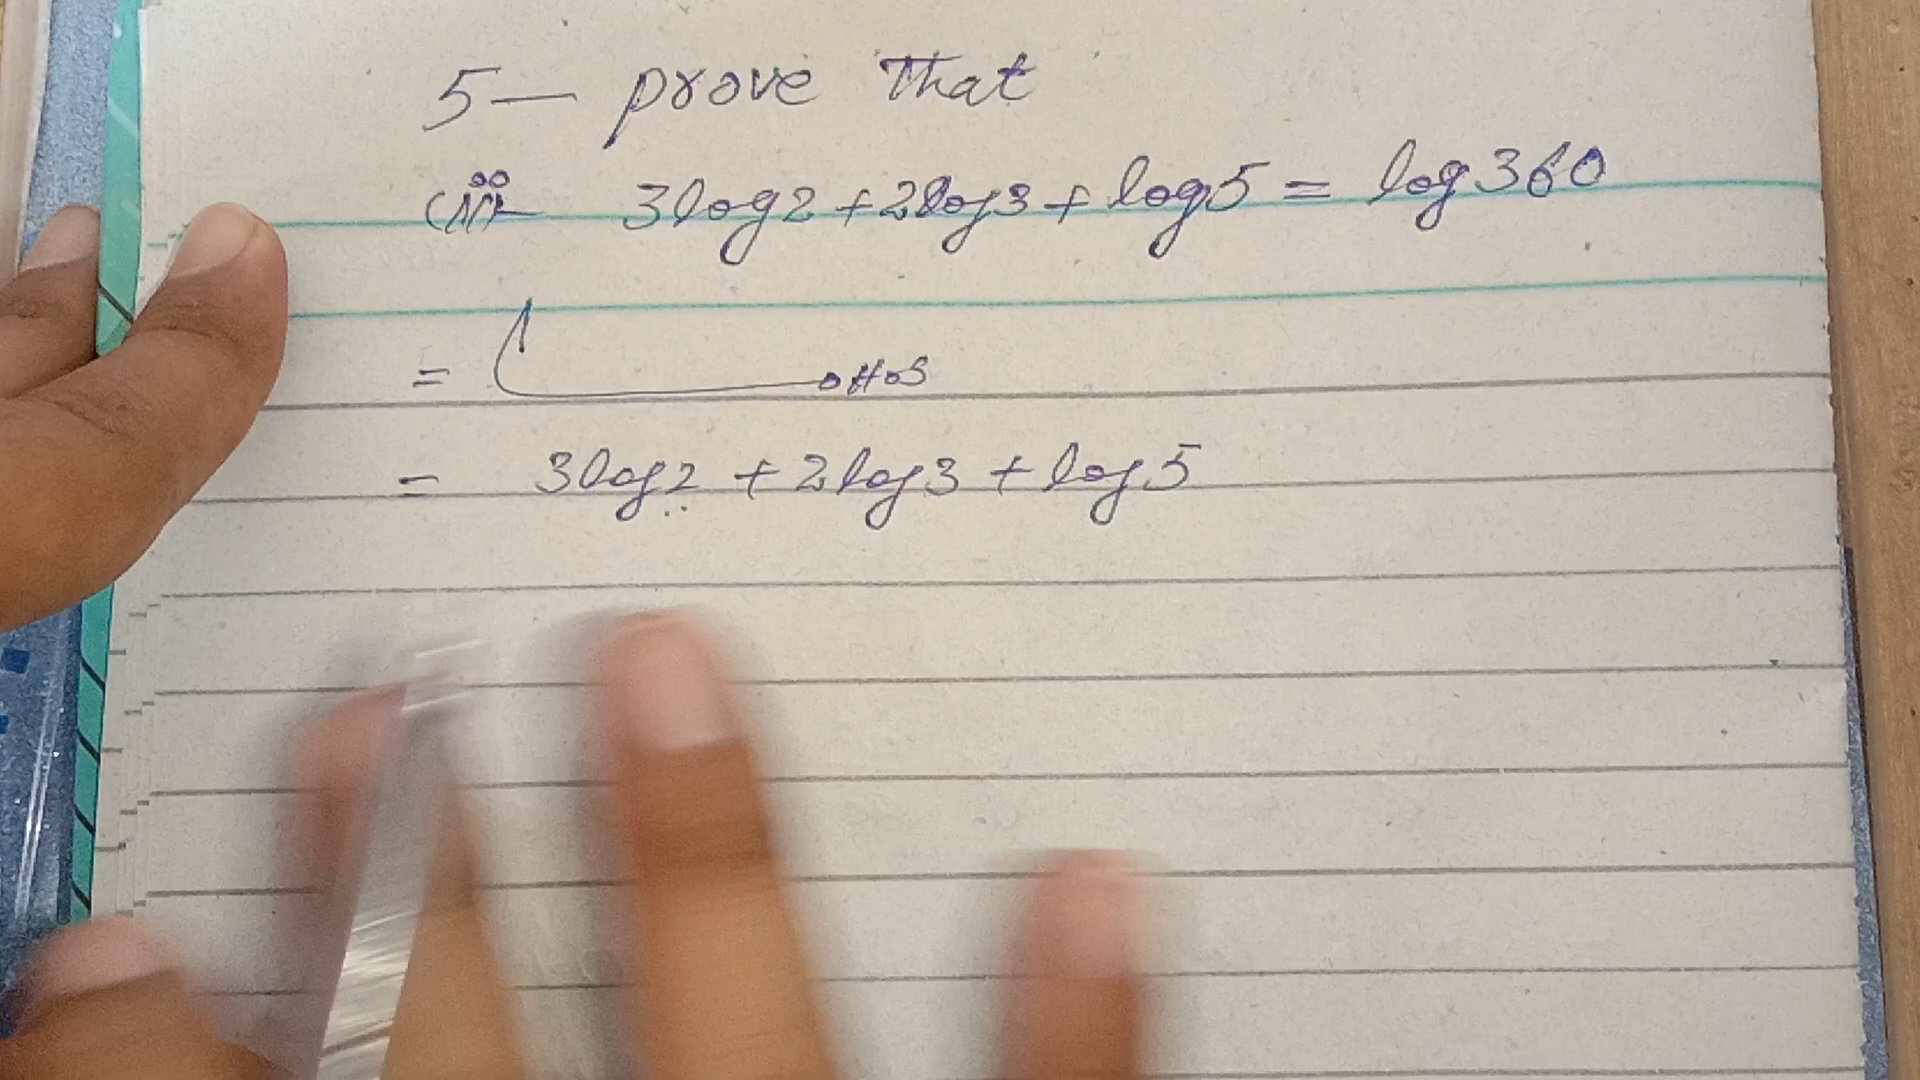 5— prove that
(iii 3log2 + 2log3 + log5 = log360
=
= 3log2 + 2log3 + log5